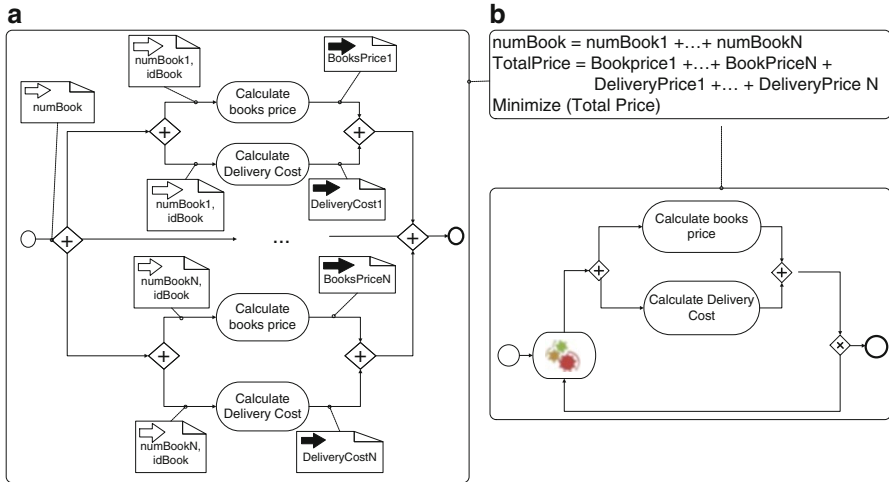 a
numBook1,
idBook
BooksPrice1
Calculate
books price
numBook
Calculate
Delivery Cost
numBook1,
idBook
DeliveryCost1
...
numBookN,
idBook
BooksPriceN
Calculate
books price
Calculate
Delivery Cost
numBookN,
idBook
DeliveryCostN
b
numBook = numBook1 +...+ numBookN
TotalPrice = Bookprice1 +...+ BookPriceN +
DeliveryPrice1 +... + DeliveryPrice N
Minimize (Total Price)
Calculate books
price
Calculate Delivery
Cost